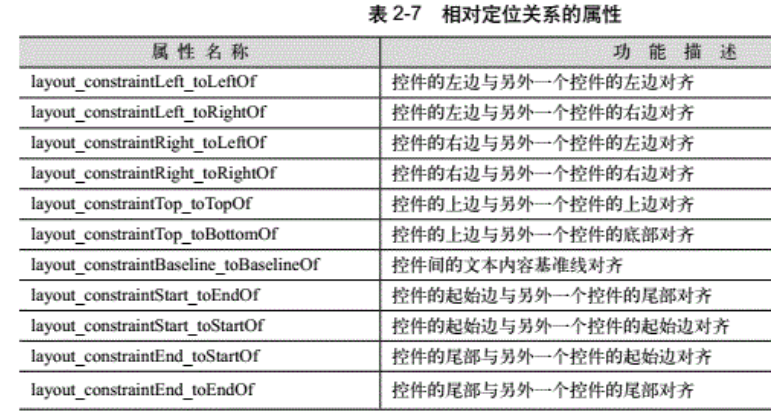 表 2-7 相对定位关系的属性
属 性 名 称 功 能 描 述
layout_constraintLeft_toLeftOf 控件的左边与另外一个控件的左边对齐
layout_constraintLeft_toRightOf 控件的左边与另外一个控件的右边对齐
layout_constraintRight_toLeftOf 控件的右边与另外一个控件的左边对齐
layout_constraintRight_toRightOf 控件的右边与另外一个控件的右边对齐
layout_constraintTop_toTopOf 控件的上边与另外一个控件的上边对齐
layout_constraintTop_toBottomOf 控件的上边与另外一个控件的底部对齐
layout_constraintBaseline_toBaselineOf 控件间的文本内容基准线对齐
layout_constraintStart_toEndOf 控件的起始边与另外一个控件的尾部对齐
layout_constraintStart_toStartOf 控件的起始边与另外一个控件的起始边对齐
layout_constraintEnd_toStartOf 控件的尾部与另外一个控件的起始边对齐
layout_constraintEnd_toEndOf 控件的尾部与另外一个控件的尾部对齐